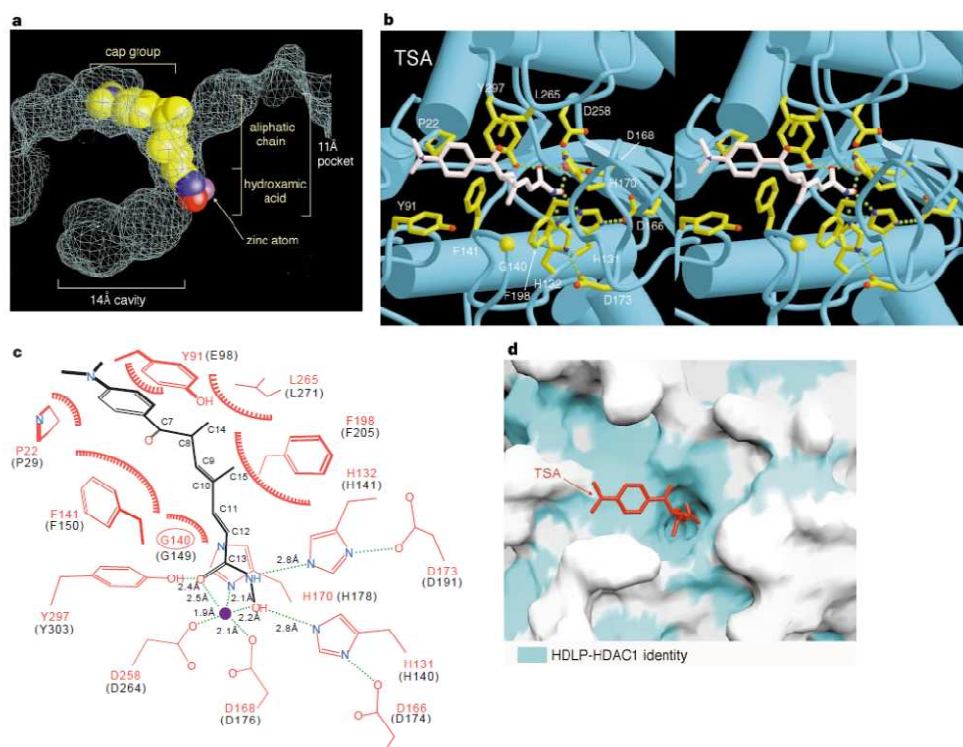 a
cap group
aliphatic
chain
11Å
pocket
hydroxamic
acid
zinc atom
14Å cavity
b
TSA
Y297
L265
D258
P22
D168
H170
Y91
D166
F141
G140
H131
F198
H132
D173
c
Y91(E98)
N
OH
L265
(L271)
C7
C14
O
C8
F198
(F205)
P22
(P29)
N
C9
C15
C10
H132
(H141)
C11
F141
(F150)
C12
G140
(G149)
N
C13
2.8Å
N
N
O
D173
(D191)
O
OH
O
NH
2.4Å
N
H170 (H178)
Y297
(Y303)
2.5Å
2.1Å
1.9Å
2.2Å
OH
2.8Å
N
2.1Å
O
O
O
O
N
H131
(H140)
D258
(D264)
D168
(D176)
O
O
D166
(D174)
d
TSA
HDLP-HDAC1 identity